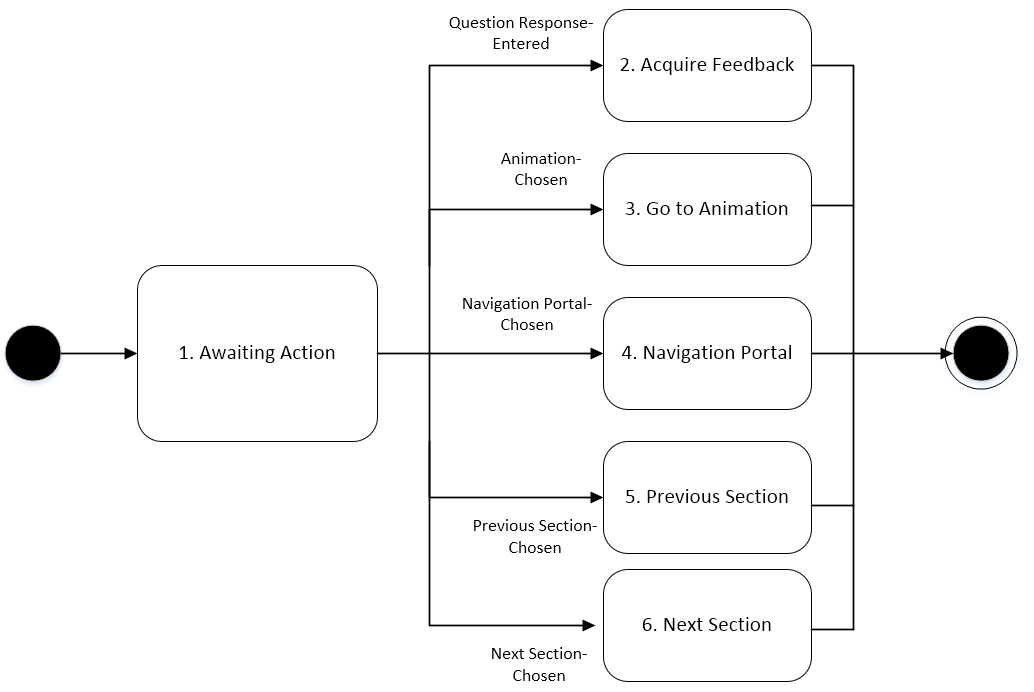 Question Response-
Entered
2. Acquire Feedback
Animation-
Chosen
3. Go to Animation
1. Awaiting Action
Navigation Portal-
Chosen
4. Navigation Portal
5. Previous Section
Previous Section-
Chosen
6. Next Section
Next Section-
Chosen